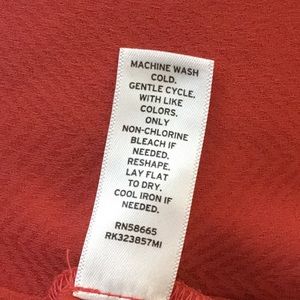 MACHINE WASH
COLD.
GENTLE CYCLE.
WITH LIKE
COLORS.
ONLY
NON-CHLORINE
BLEACH IF
NEEDED.
RESHAPE.
LAY FLAT
TO DRY.
COOL IRON IF
NEEDED.
RN58665
RK323857MI